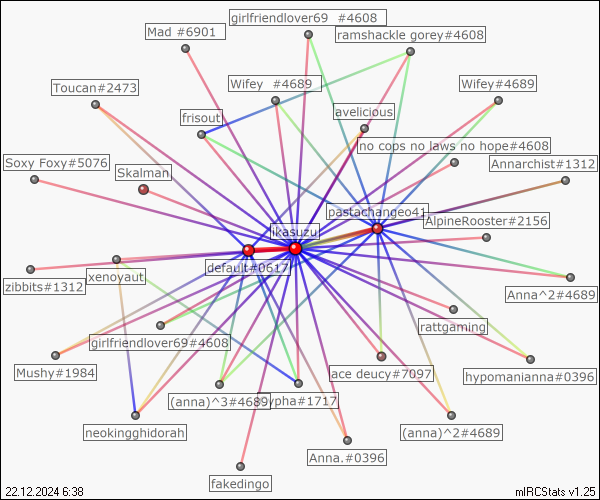 girlfriendlover69 #4608
Mad #6901
ramshackle gorey#4608
Toucan#2473
Wifey #4689
Wifey#4689
frisout
avelicious
no cops no laws no hope#4608
Soxy Foxy#5076
Annarchist#1312
Skalman
pastachangeo41
AlpineRooster#2156
ikasuzu
default#0617
xenoyaut
zibbits#1312
Anna^2#4689
rattgaming
girlfriendlover69#4608
Mushy#1984
ace deucy#7097
hypomanianna#0396
(anna)^3#4689
ypha#1717
neokingghidorah
(anna)^2#4689
Anna.#0396
fakedingo
22.12.2024 6:38
mIRCStats v1.25